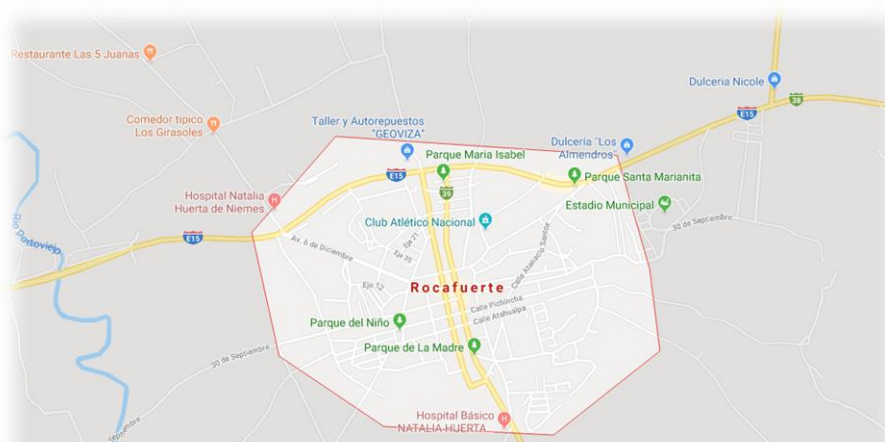 Restaurante Las 5 Juanas
Dulceria Nicole
38
E15
Comedor tipico
Los Girasoles
Taller y Autorepuestos
"GEOVIZA"
Dulcería "Los
Almendros"
Parque Maria Isabel
E15
Parque Santa Marianita
39
Hospital Natalia
Huerta de Niemes
Estadio Municipal
Club Atlético Nacional
30 de Septiembre
Rio Portoviejo
E15
Av. 6 de Diciembre
Eje 21
Eje 35
Calle Atanacio Santos
Eje 12
Rocafuerte
Calle Pichincha
Calle Atahualpa
Parque del Niño
Parque de La Madre
30 de Septiembre
Hospital Básico
NATALIA HUERTA